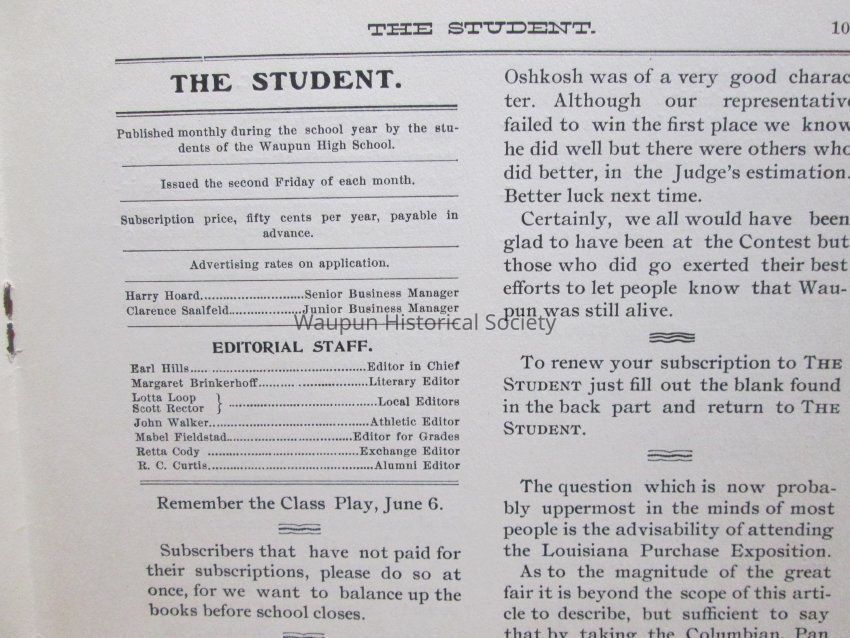 THE STUDENT.
10
THE STUDENT.
Published monthly during the school year by the stu-
dents of the Waupun High School.
Issued the second Friday of each month.
Subscription price, fifty cents per year, payable in
advance.
Advertising rates on application.
Harry Hoard............................Senior Business Manager
Clarence Saalfeld....................Junior Business Manager
EDITORIAL STAFF.
Earl Hills..... ..........................................Editor in Chief
Margaret Brinkerhoff.......... ...................Literary Editor
Lotta Loop
Scott Rector } .........................................Local Editors
John Walker............................................Athletic Editor
Mabel Fieldstad..................................Editor for Grades
Retta Cody .........................................Exchange Editor
R. C. Curtis.............................................Alumni Editor
Remember the Class Play, June 6.
Subscribers that have not paid for
their subscriptions, please do so at
once, for we want to balance up the
books before school closes.
Oshkosh was of a very good charac
ter. Although our representative
failed to win the first place we know
he did well but there were others who
did better, in the Judge's estimation.
Better luck next time.
Certainly, we all would have been
glad to have been at the Contest but
those who did go exerted their best
efforts to let people know that Wau-
pun was still alive.
To renew your subscription to THE
STUDENT just fill out the blank found
in the back part and return to THE
STUDENT.
The question which is now proba-
bly uppermost in the minds of most
people is the advisability of attending
the Louisiana Purchase Exposition.
As to the magnitude of the great
fair it is beyond the scope of this arti-
cle to describe, but sufficient to say
that by taking the Columbian, Pan
Waupun Historical Society